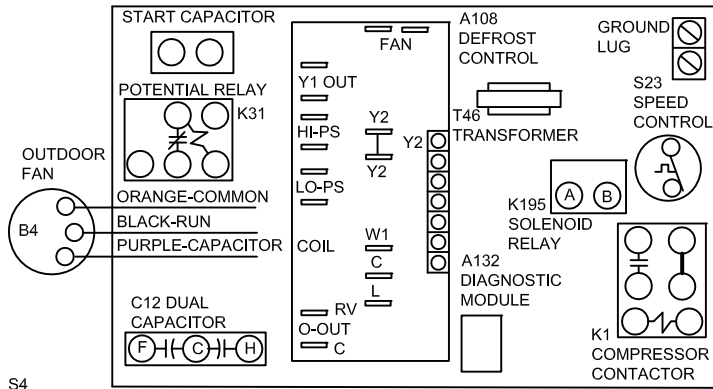 START CAPACITOR
POTENTIAL RELAY
K31
OUTDOOR
FAN
B4
ORANGE-COMMON
BLACK-RUN
PURPLE-CAPACITOR
C12 DUAL
CAPACITOR
F
C
H
S4
FAN
Y1 OUT
HI-PS
LO-PS
COIL
Y2
Y2
Y2
W1
C
L
RV
O-OUT
C
A108
DEFROST
CONTROL
T46
TRANSFORMER
K195
SOLENOID
RELAY
A
B
A132
DIAGNOSTIC
MODULE
GROUND
LUG
S23
SPEED
CONTROL
K1
COMPRESSOR
CONTACTOR